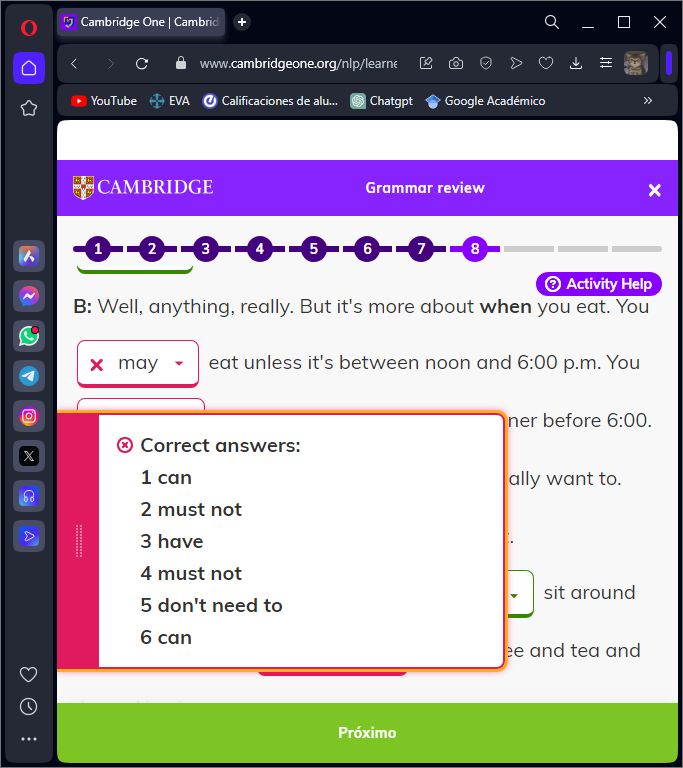 Cambridge One | Cambrid
www.cambridgeone.org/nlp/learne
YouTube EVA Calificaciones de alu... Chatgpt Google Académico »
CAMBRIDGE Grammar review
1 2 3 4 5 6 7 8
Activity Help
B: Well, anything, really. But it's more about when you eat. You
may eat unless it's between noon and 6:00 p.m. You
ner before 6:00.
Correct answers:
1 can
ally want to.
2 must not
3 have
4 must not
sit around
5 don't need to
6 can
ee and tea and
Próximo